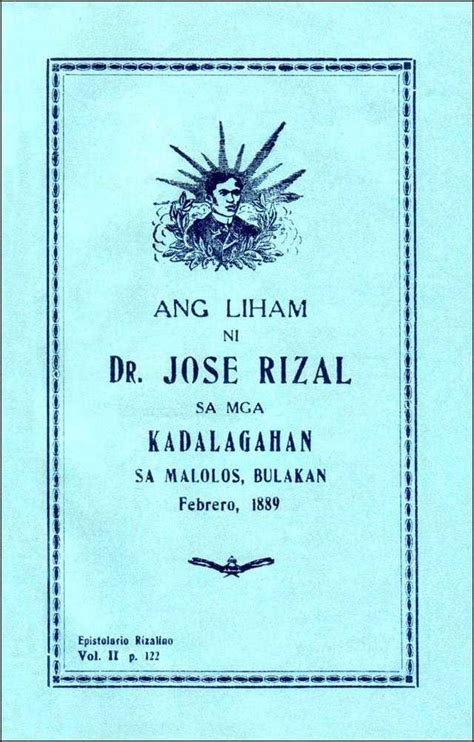 ANG LIHAM
NI
DR. JOSE RIZAL
SA MGA
KADALAGAHAN
SA MALOLOS, BULAKAN
Febrero, 1889
Epistolario Rizalino
Vol. II p. 122